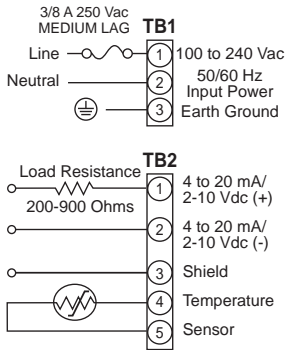 3/8 A 250 Vac
MEDIUM LAG
TB1
Line
1
100 to 240 Vac
Neutral
2
50/60 Hz
Input Power
3
Earth Ground
TB2
Load Resistance
200-900 Ohms
1
4 to 20 mA/
2-10 Vdc (+)
2
4 to 20 mA/
2-10 Vdc (-)
3
Shield
4
Temperature
5
Sensor